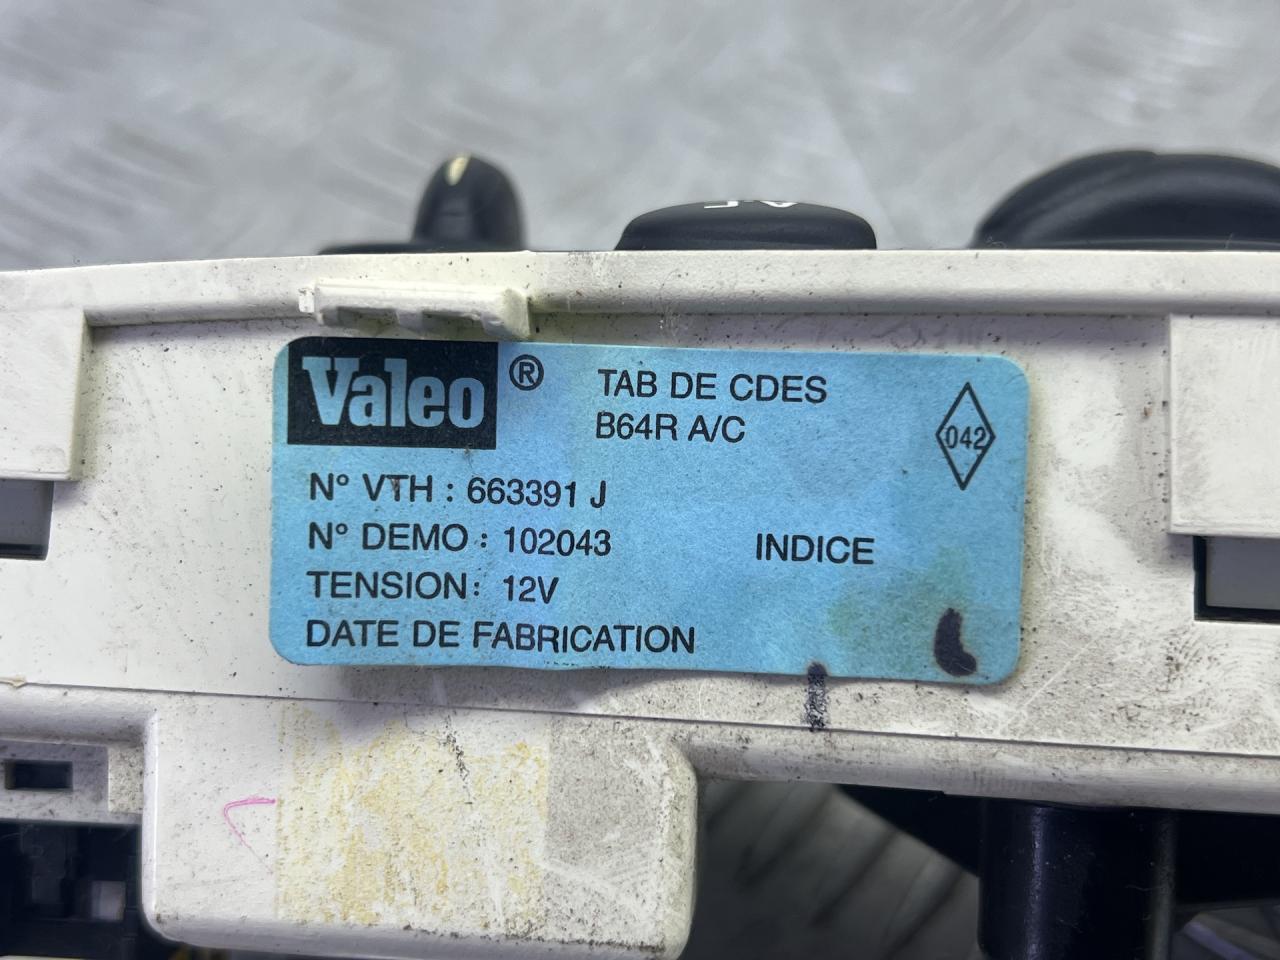 Valeo ®
TAB DE CDES
B64R A/C
042
N° VTH : 663391 J
N° DEMO : 102043
INDICE
TENSION: 12V
DATE DE FABRICATION